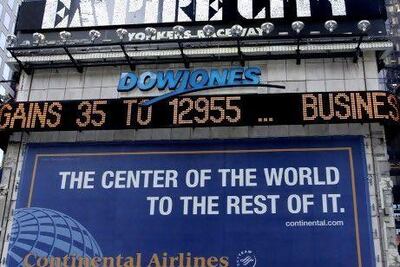 EMPIRE CITY
YONKERS RACEWAY
DOWJONES
GAINS 35 TO 12955 ... BUSINE
THE CENTER OF THE WORLD
TO THE REST OF IT.
continental.com
Continental Airlines